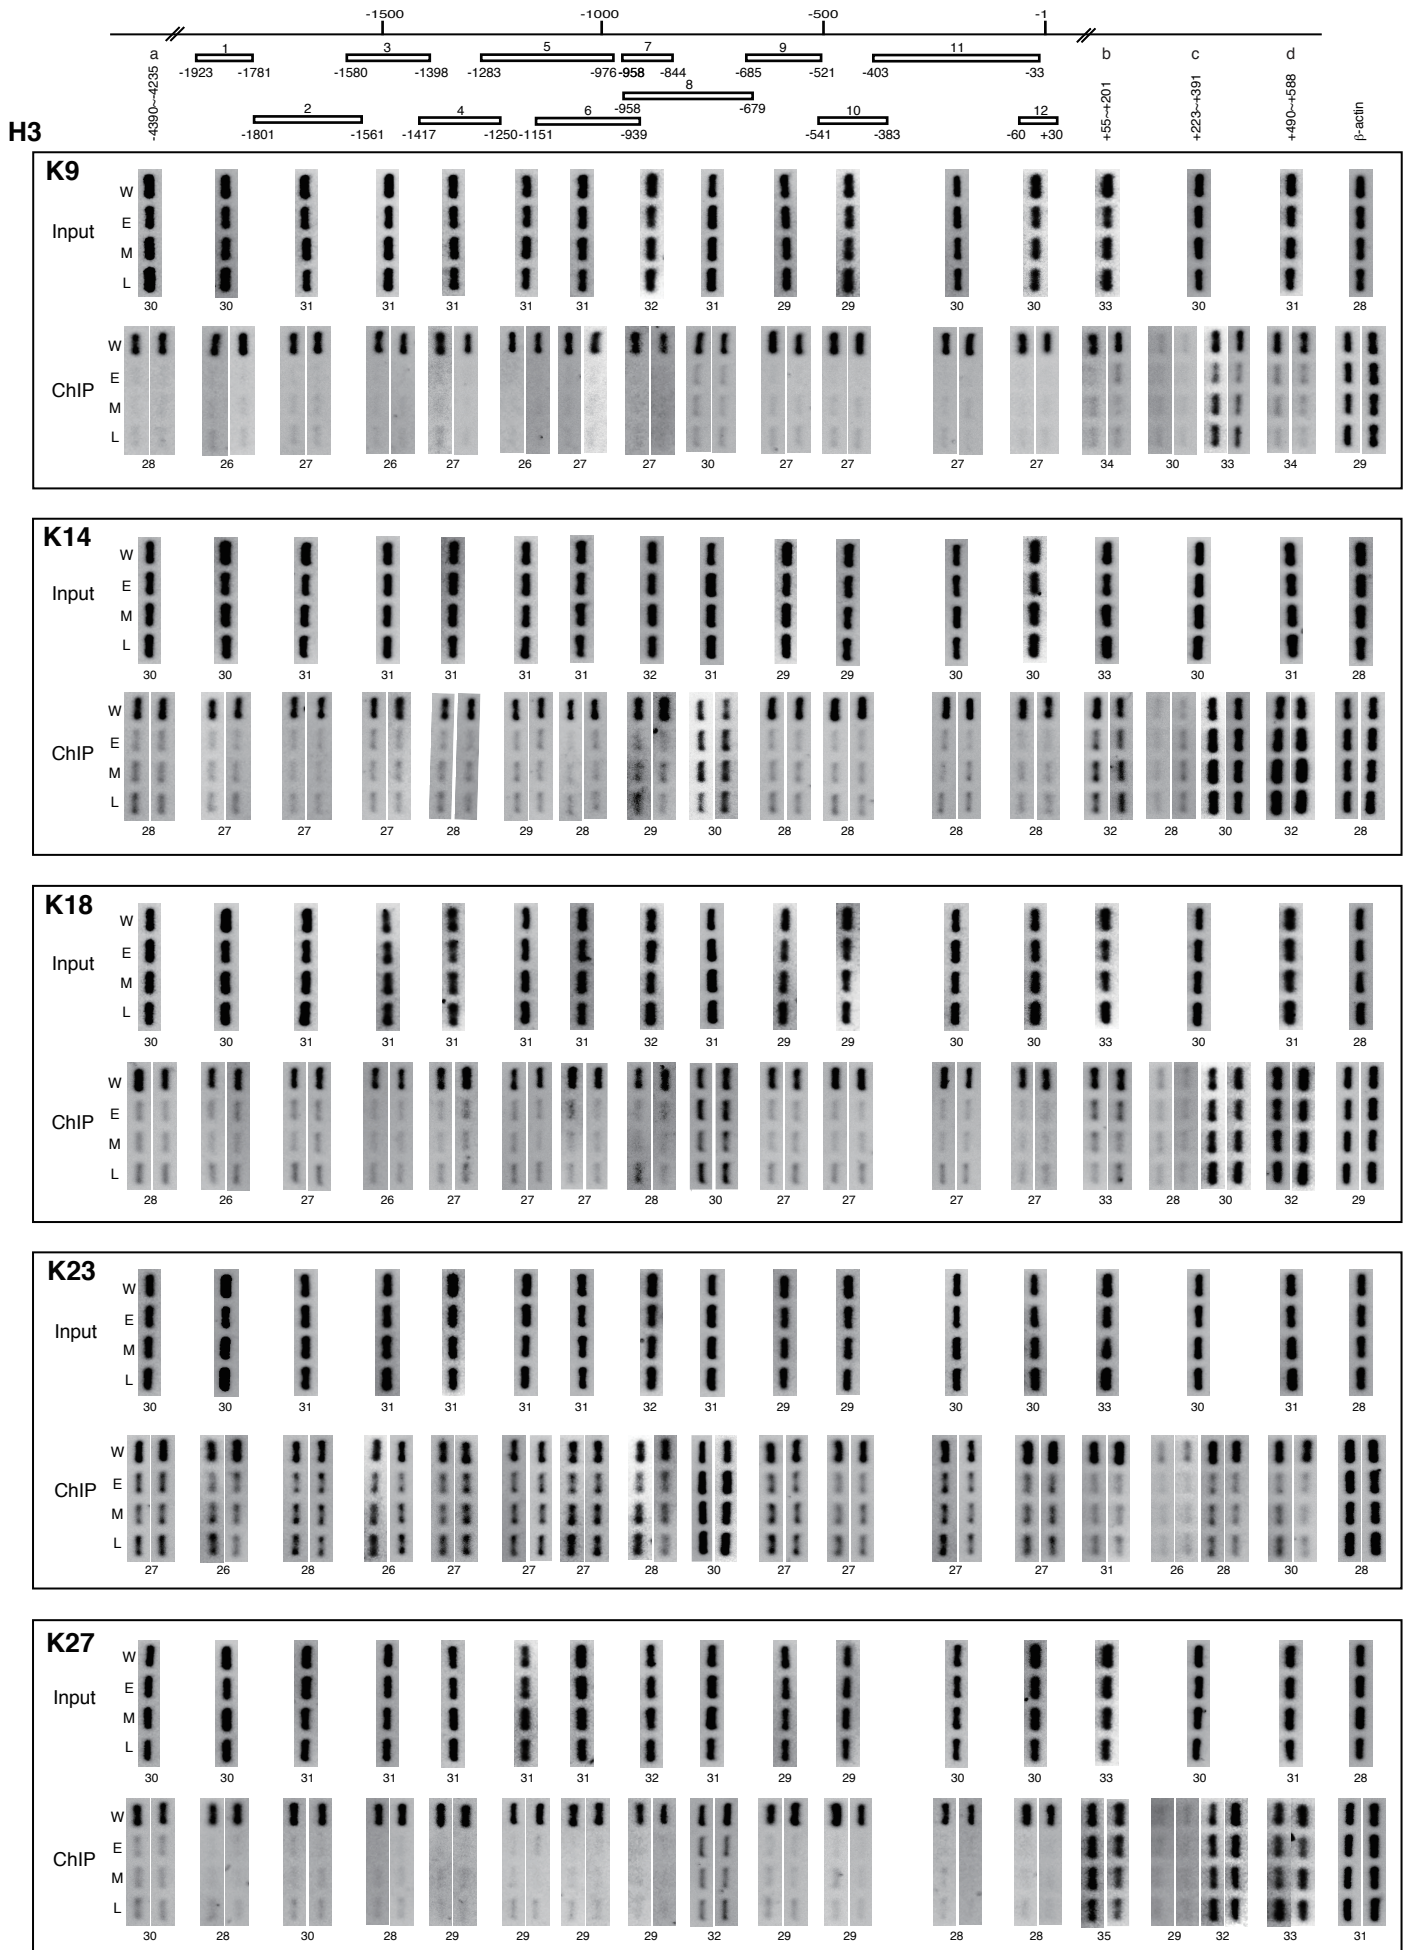 -1500 -1000 -500 -1
a 1 3 5 7 9 11 b c d
-1923 -1781 -1580 -1398 -1283 -976 -958 -844 -685 -521 -403 -33
8
2 4 6 -958 -679 10 12
-1801 -1561 -1417 -1250 -1151 -939 -541 -383 -60 +30
-4390~-4235 +55~+201 +223~+391 +490~+588 β-actin
H3
K9
W
E
Input
M
L
30 30 31 31 31 31 31 32 31 29 29 30 30 33 30 31 28
W
E
ChIP
M
L
28 26 27 26 27 26 27 27 30 27 27 27 27 34 30 33 34 29
K14
W
E
Input
M
L
30 30 31 31 31 31 31 32 31 29 29 30 30 33 30 31 28
W
E
ChIP
M
L
28 27 27 27 28 29 28 29 30 28 28 28 28 32 28 30 32 28
K18
W
E
Input
M
L
30 30 31 31 31 31 31 32 31 29 29 30 30 33 30 31 28
W
E
ChIP
M
L
28 26 27 26 27 27 27 28 30 27 27 27 27 33 28 30 32 29
K23
W
E
Input
M
L
30 30 31 31 31 31 31 32 31 29 29 30 30 33 30 31 28
W
E
ChIP
M
L
27 26 28 26 27 27 27 28 30 27 27 27 27 31 26 28 30 28
K27
W
E
Input
M
L
30 30 31 31 31 31 31 32 31 29 29 30 30 33 30 31 28
W
E
ChIP
M
L
30 28 30 28 29 29 29 29 32 29 29 28 28 35 29 32 33 31